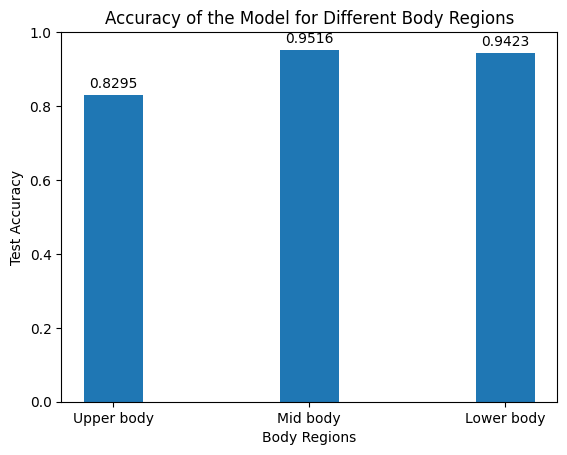 Accuracy of the Model for Different Body Regions
1.0
0.8
0.6
0.4
0.2
0.0
Test Accuracy
0.8295
0.9516
0.9423
Upper body
Mid body
Lower body
Body Regions